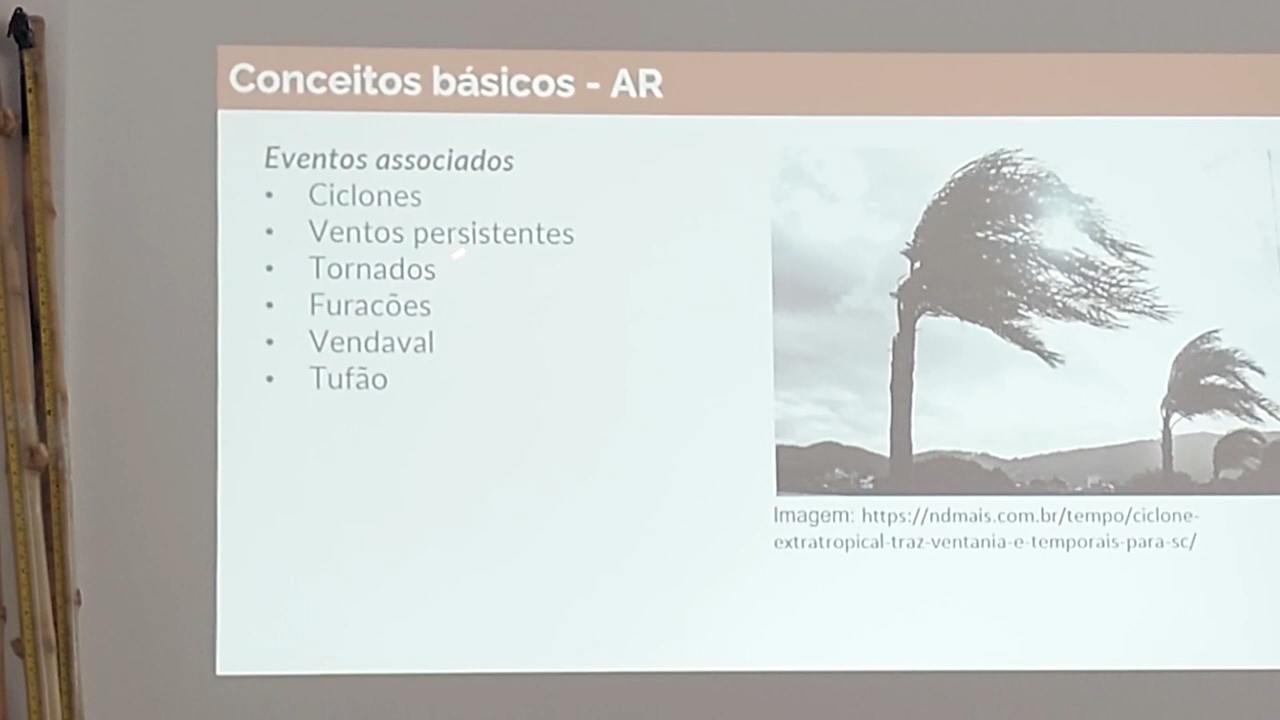 Conceitos básicos - AR
Eventos associados
• Ciclones
• Ventos persistentes
• Tornados
• Furacões
• Vendaval
• Tufão
Imagem: https://ndmais.com.br/tempo/ciclone-
extratropical-traz-ventania-e-temporais-para-sc/